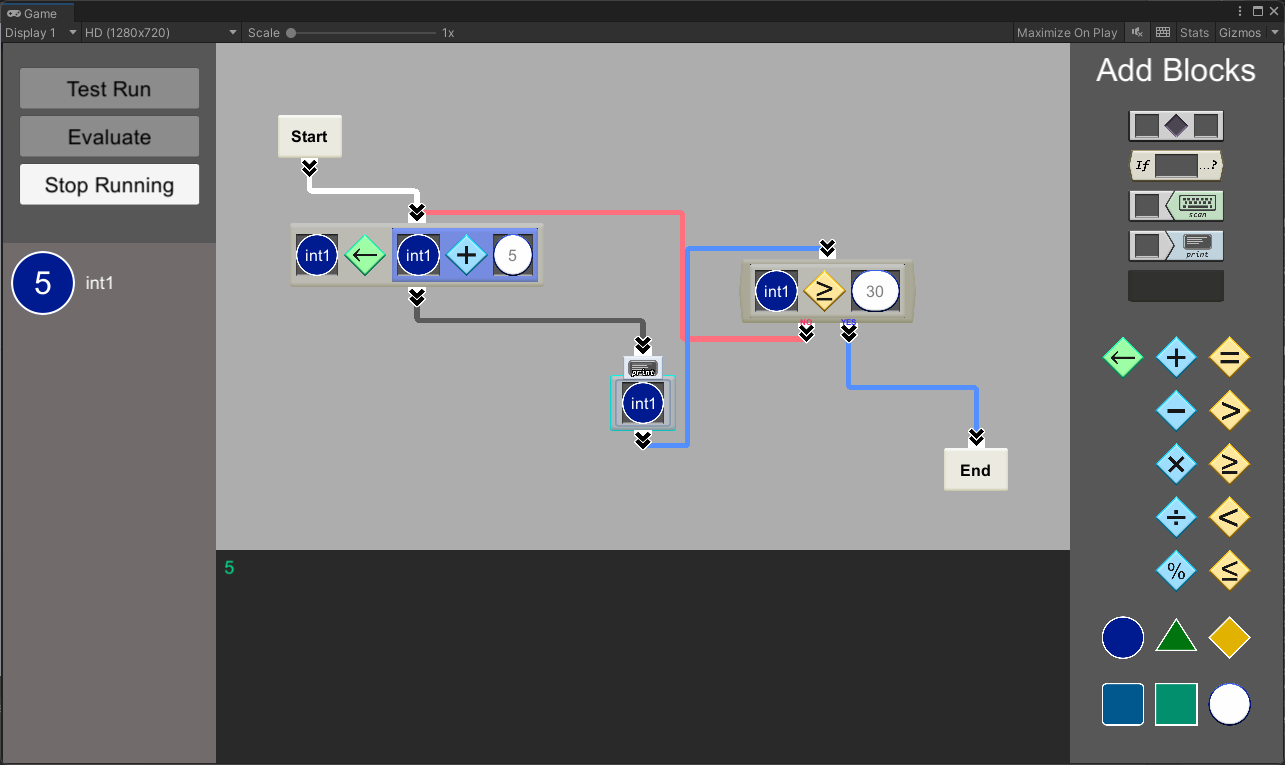 Game
Display 1 HD (1280x720) Scale 1x Maximize On Play Stats Gizmos
Test Run
Evaluate
Stop Running
5 int1
Start
int1 ← int1 + 5
print
int1
int1 ≥ 30
NO YES
End
5
Add Blocks
If ...?
scan
print
← + =
− >
× ≥
÷ <
% ≤